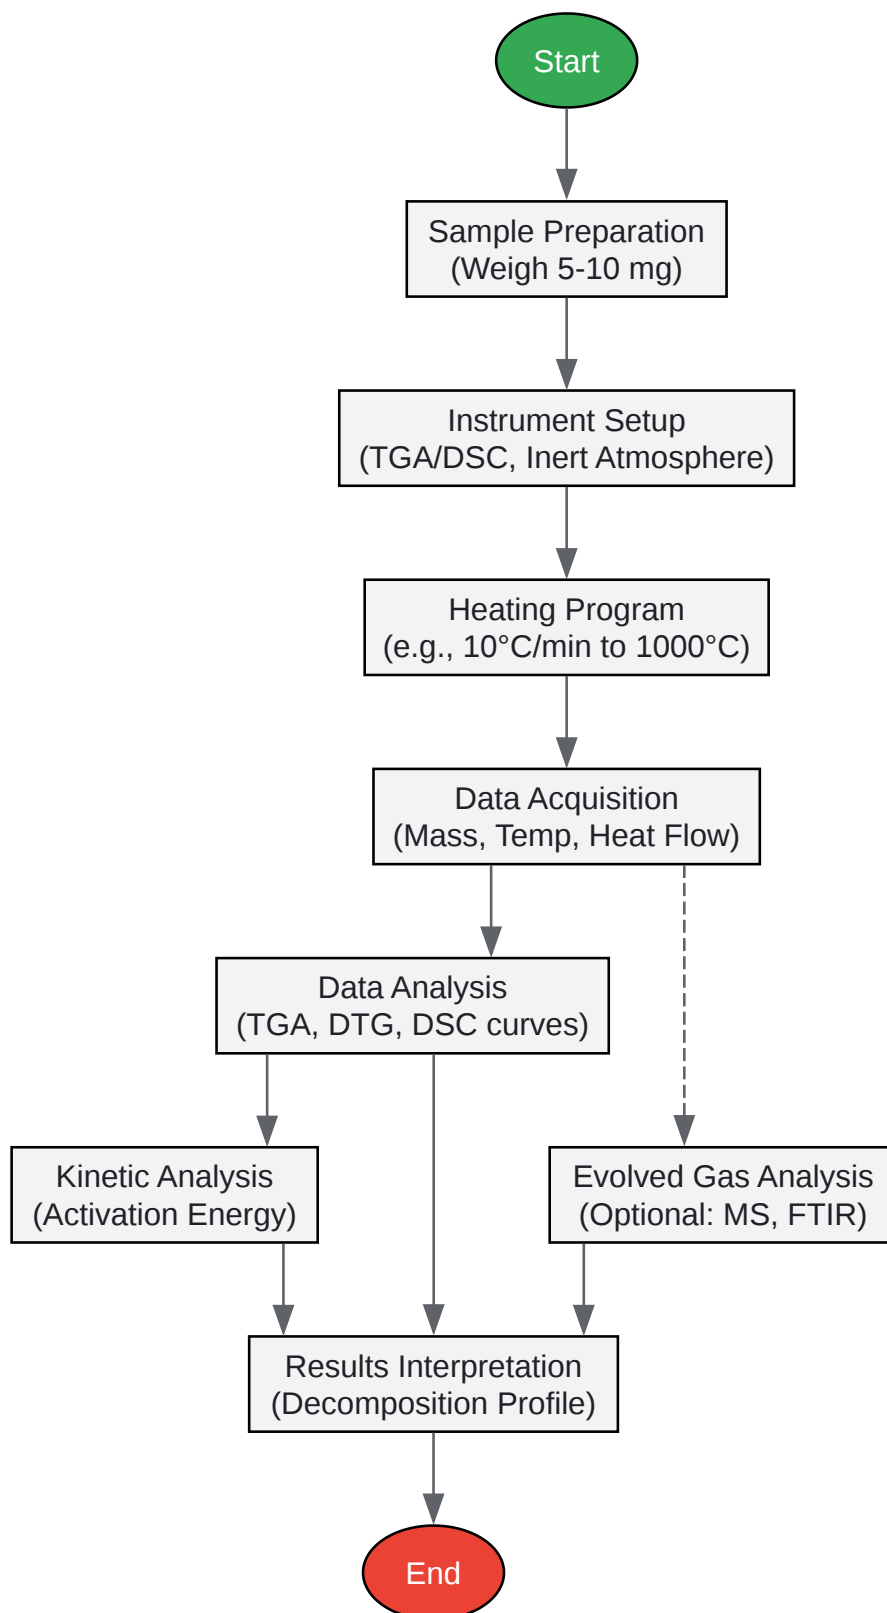 Start
Sample Preparation
(Weigh 5-10 mg)
Instrument Setup
(TGA/DSC, Inert Atmosphere)
Heating Program
(e.g., 10°C/min to 1000°C)
Data Acquisition
(Mass, Temp, Heat Flow)
Data Analysis
(TGA, DTG, DSC curves)
Kinetic Analysis
(Activation Energy)
Evolved Gas Analysis
(Optional: MS, FTIR)
Results Interpretation
(Decomposition Profile)
End